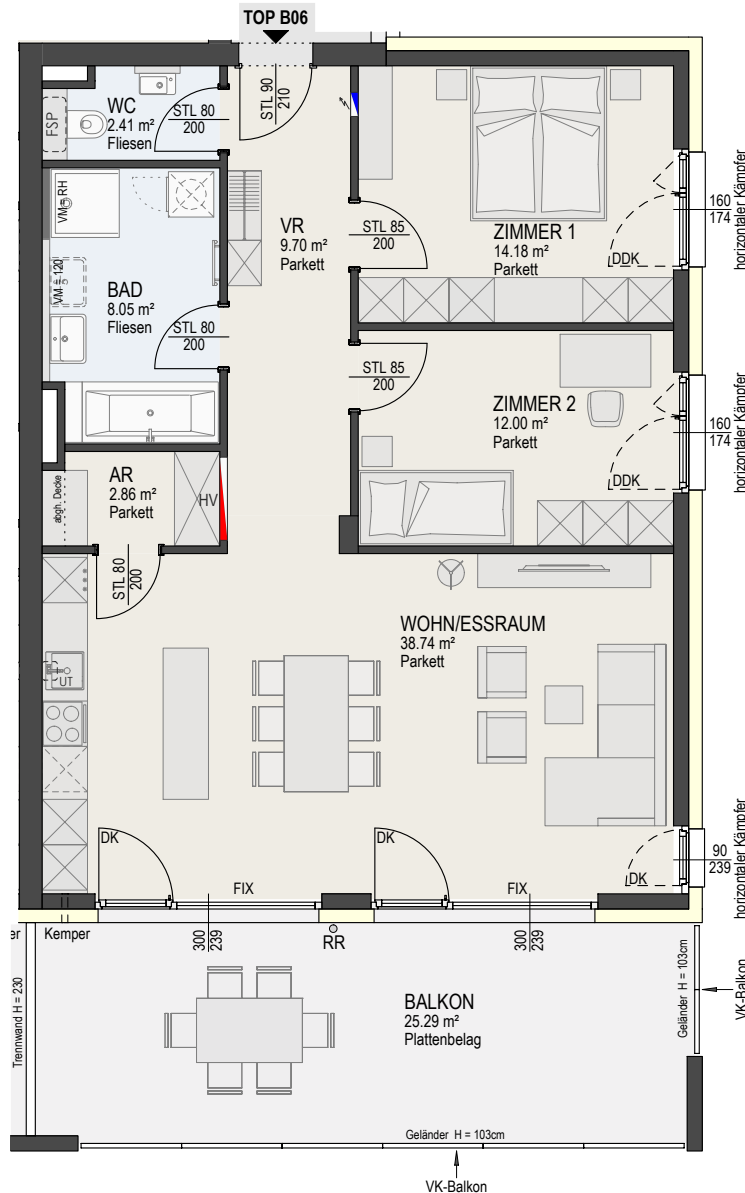 TOP B06
WC
2.41 m²
Fliesen
FSP
STL 80
200
STL 90
210
VR
9.70 m²
Parkett
ZIMMER 1
14.18 m²
Parkett
STL 85
200
DDK
160
174
horizontaler Kämpfer
VM = RH
VM = 120
BAD
8.05 m²
Fliesen
STL 80
200
STL 85
200
ZIMMER 2
12.00 m²
Parkett
DDK
160
174
horizontaler Kämpfer
AR
2.86 m²
Parkett
abgh. Decke
HV
STL 80
200
UT
WOHN/ESSRAUM
38.74 m²
Parkett
DK
DK
DK
90
239
horizontaler Kämpfer
FIX
FIX
er
Kemper
300
239
RR
300
239
Trennwand H = 230
BALKON
25.29 m²
Plattenbelag
Geländer H = 103cm
VK-Balkon
Geländer H = 103cm
VK-Balkon